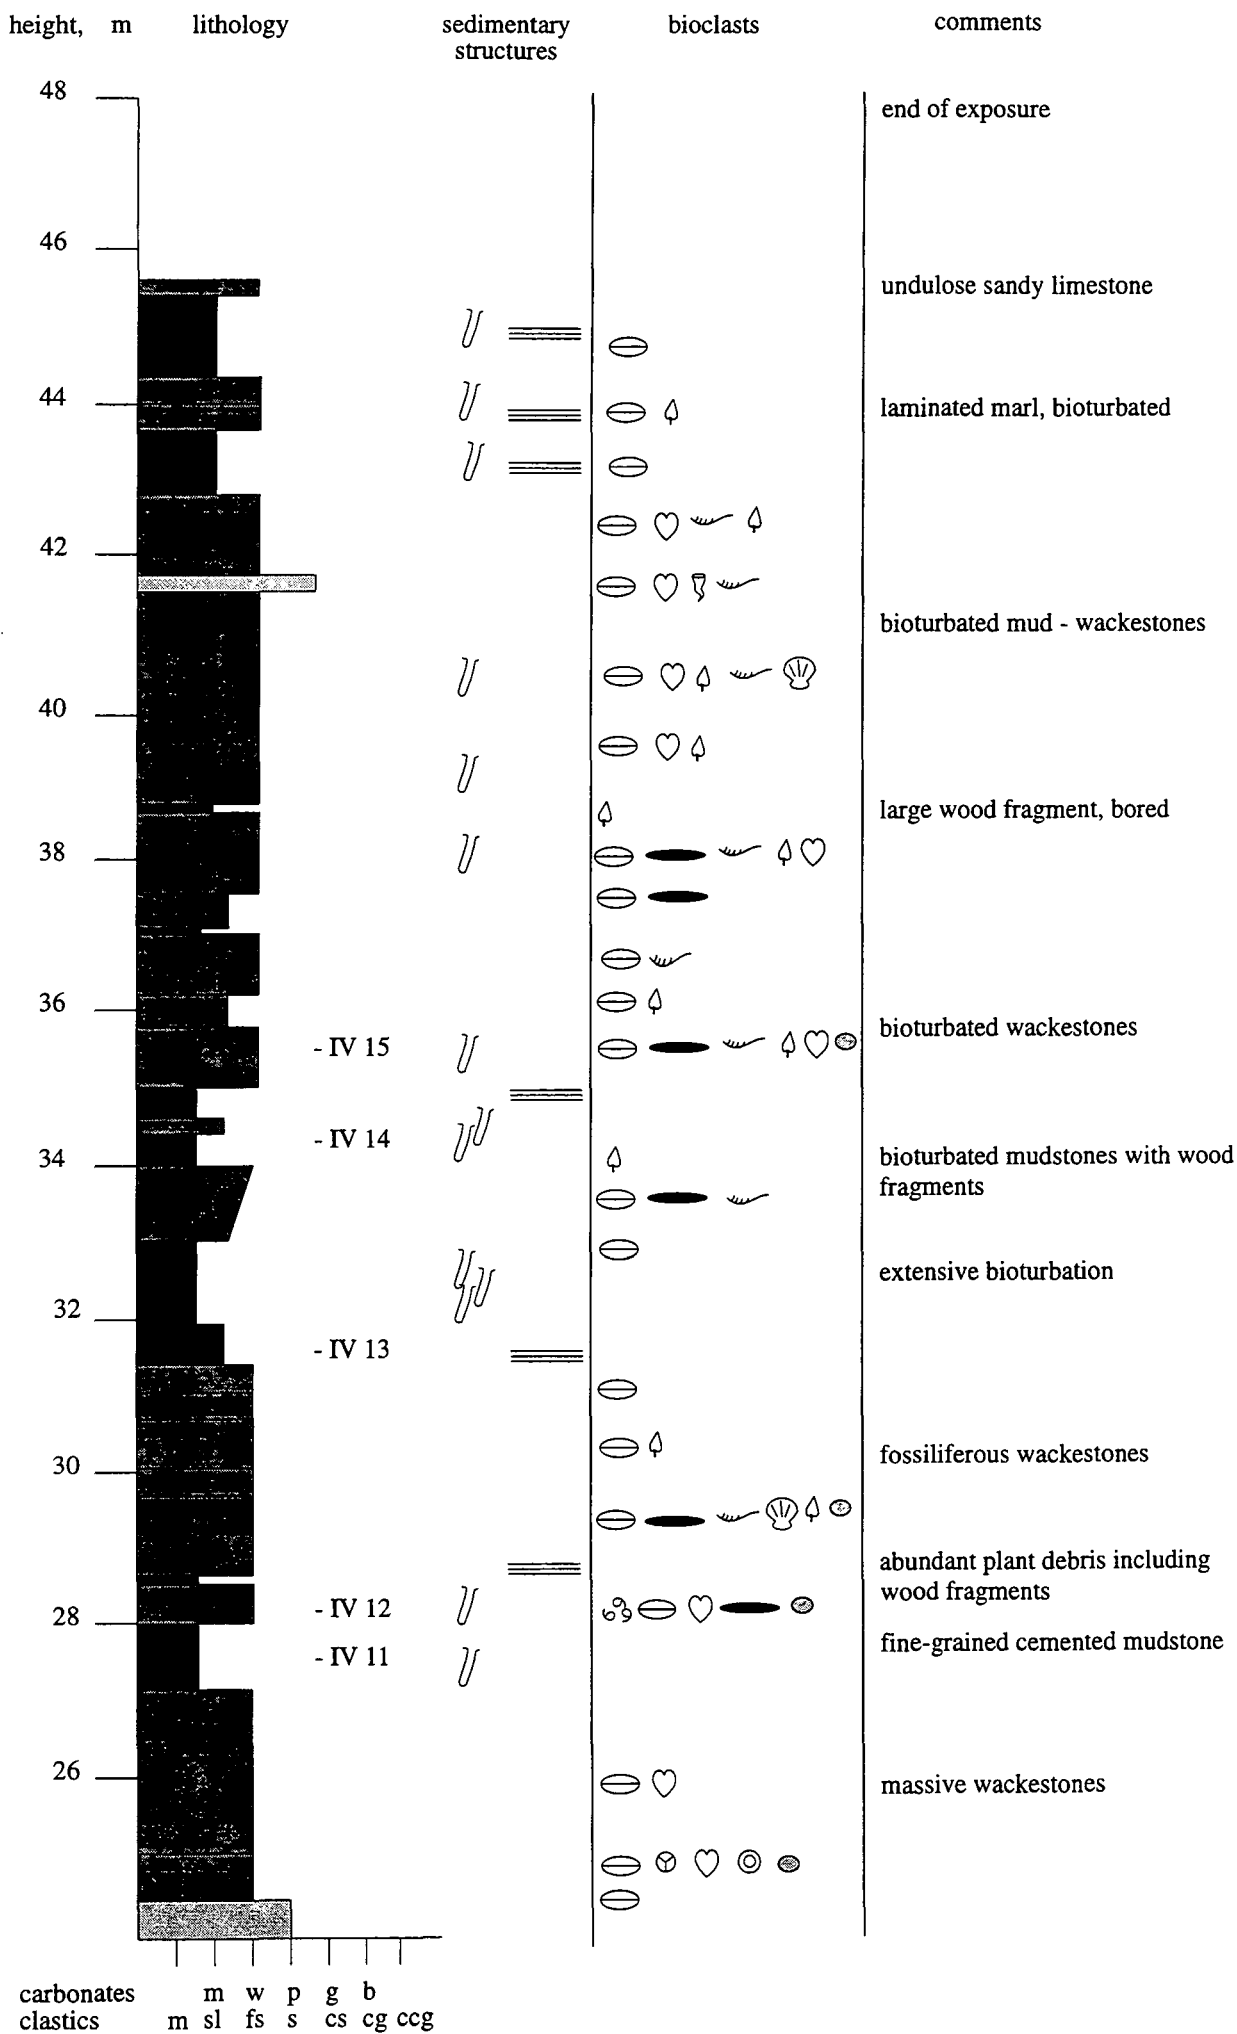 height, m lithology sedimentary structures bioclasts comments
48
end of exposure
46
undulose sandy limestone
44
laminated marl, bioturbated
42
bioturbated mud - wackestones
40
large wood fragment, bored
38
36
bioturbated wackestones
- IV 15
- IV 14
34
bioturbated mudstones with wood
fragments
extensive bioturbation
32
- IV 13
30
fossiliferous wackestones
abundant plant debris including
wood fragments
28
- IV 12
fine-grained cemented mudstone
- IV 11
26
massive wackestones
carbonates m w p g b
clastics m sl fs s cs cg ccg